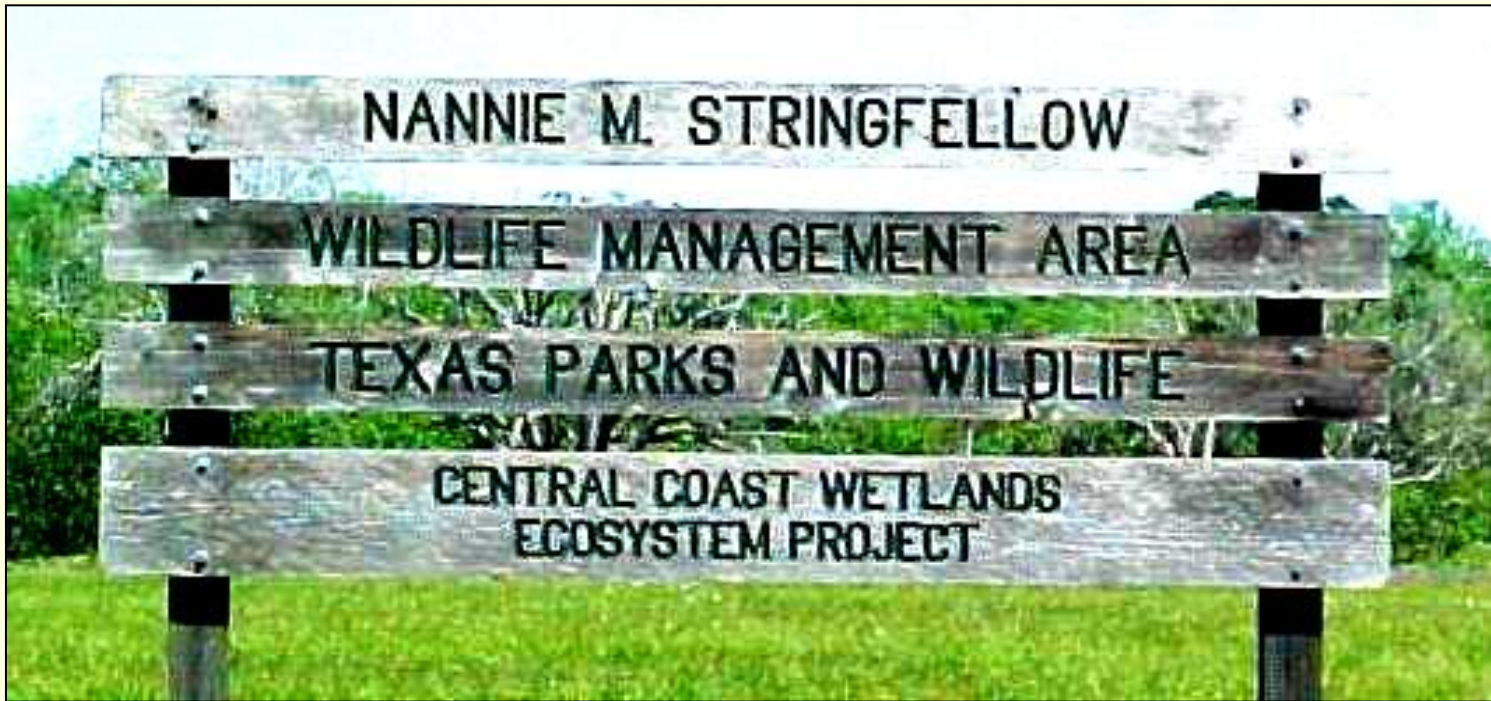 NANNIE M. STRINGFELLOW
WILDLIFE MANAGEMENT AREA
TEXAS PARKS AND WILDLIFE
CENTRAL COAST WETLANDS
ECOSYSTEM PROJECT